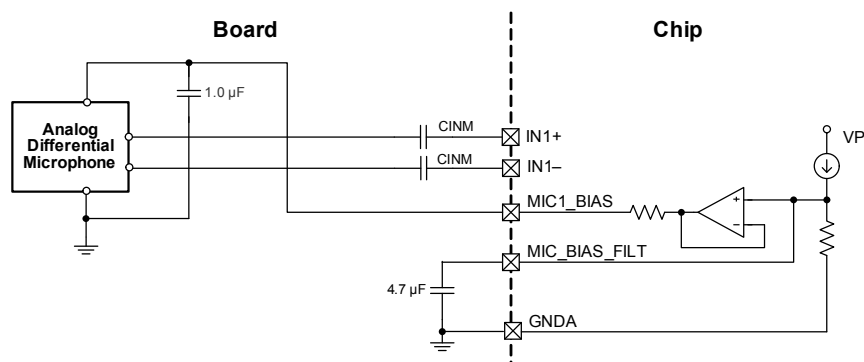 Board
Chip
1.0 µF
Analog
Differential
Microphone
CINM
IN1+
CINM
IN1–
VP
MIC1_BIAS
+
–
MIC_BIAS_FILT
4.7 µF
GNDA